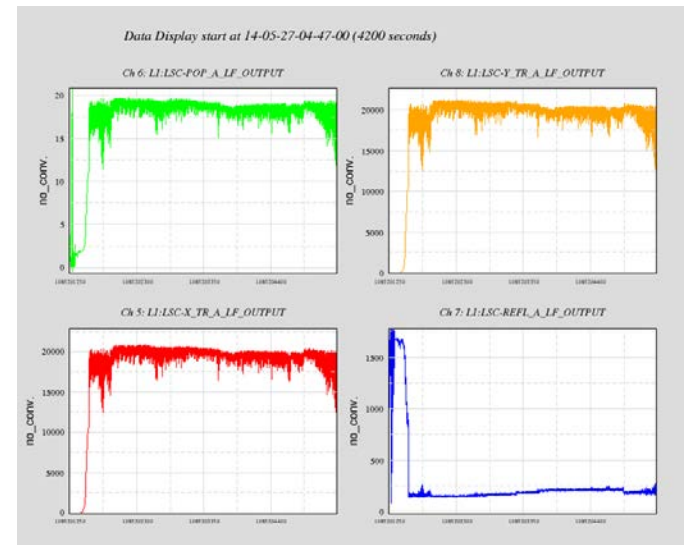 Data Display start at 14-05-27-04-47-00 (4200 seconds)
Ch 6: L1:LSC-POP_A_LF_OUTPUT
20
15
10
5
0
no_conv.
Ch 8: L1:LSC-Y_TR_A_LF_OUTPUT
20000
15000
10000
5000
0
no_conv.
Ch 5: L1:LSC-X_TR_A_LF_OUTPUT
20000
15000
10000
5000
0
no_conv.
Ch 7: L1:LSC-REFL_A_LF_OUTPUT
1500
1000
500
0
no_conv.